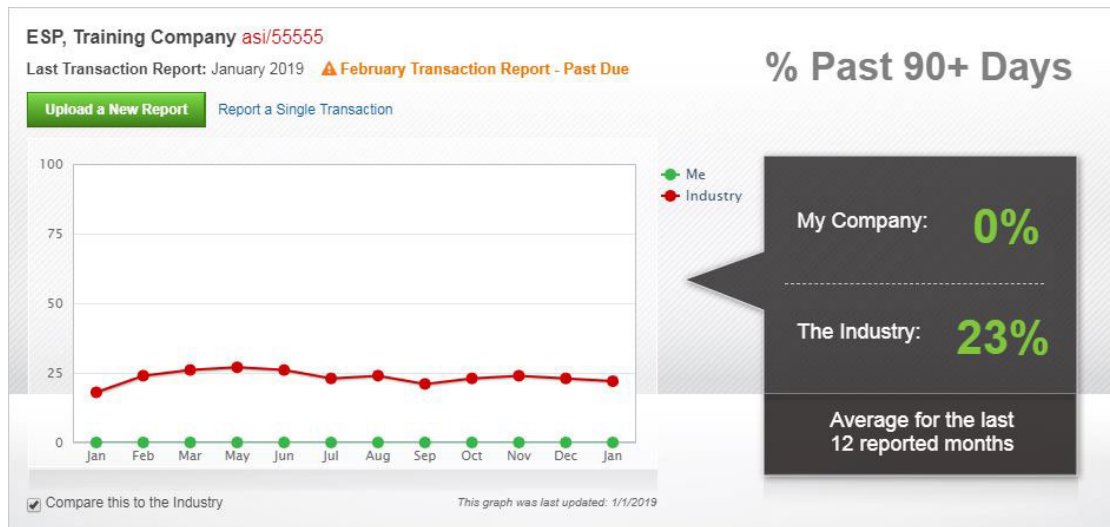 ESP, Training Company asi/55555
Last Transaction Report: January 2019 February Transaction Report - Past Due
Upload a New Report Report a Single Transaction
% Past 90+ Days
100
75
50
25
0
Jan Feb Mar May Jun Jul Aug Sep Oct Nov Dec Jan
Me
Industry
Compare this to the Industry
This graph was last updated: 1/1/2019
My Company: 0%
The Industry: 23%
Average for the last
12 reported months